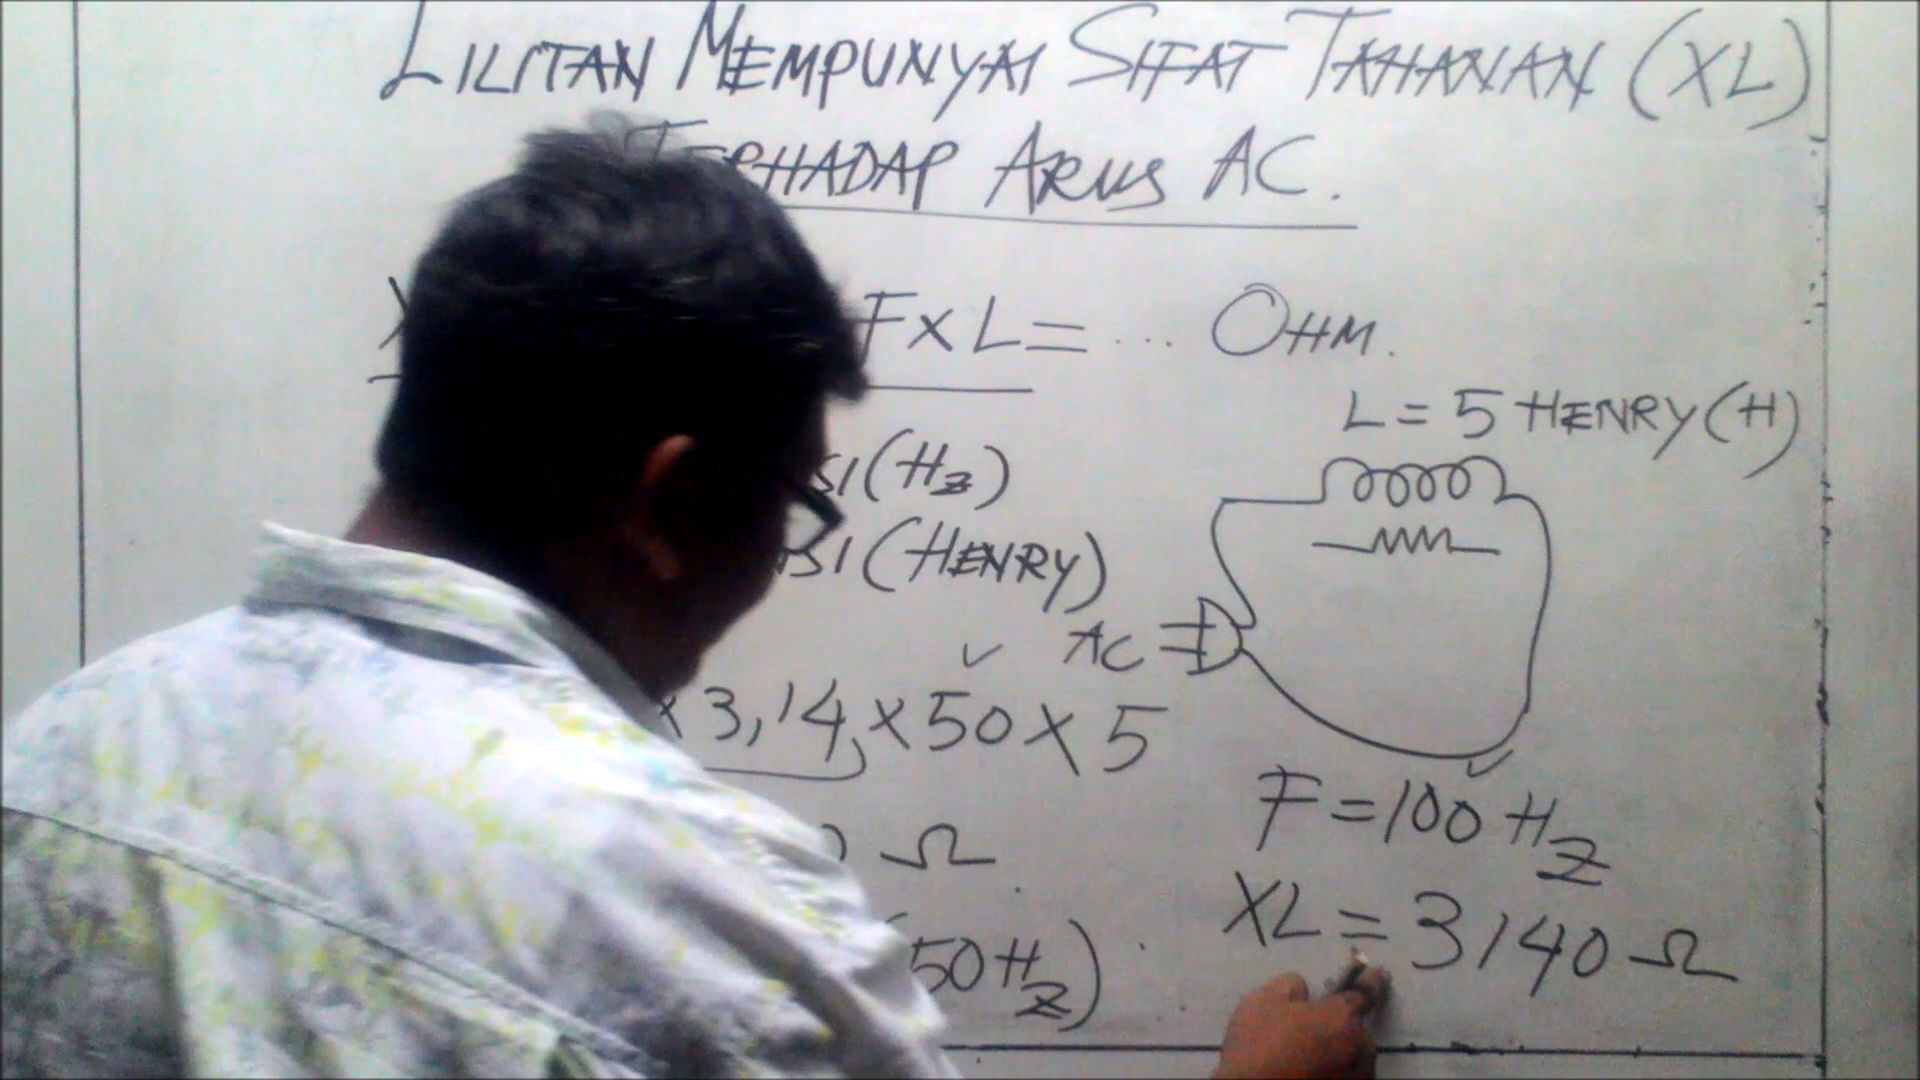 LILITAN MEMPUNYAI SIFAT TAHANAN (XL)
TERHADAP ARUS AC.
F x L = ... OHM.
L = 5 HENRY (H)
SI (Hz)
SI (HENRY)
AC
x 3,14 x 50 x 5
F = 100 Hz
Ω
XL = 3140 Ω
(50 Hz)